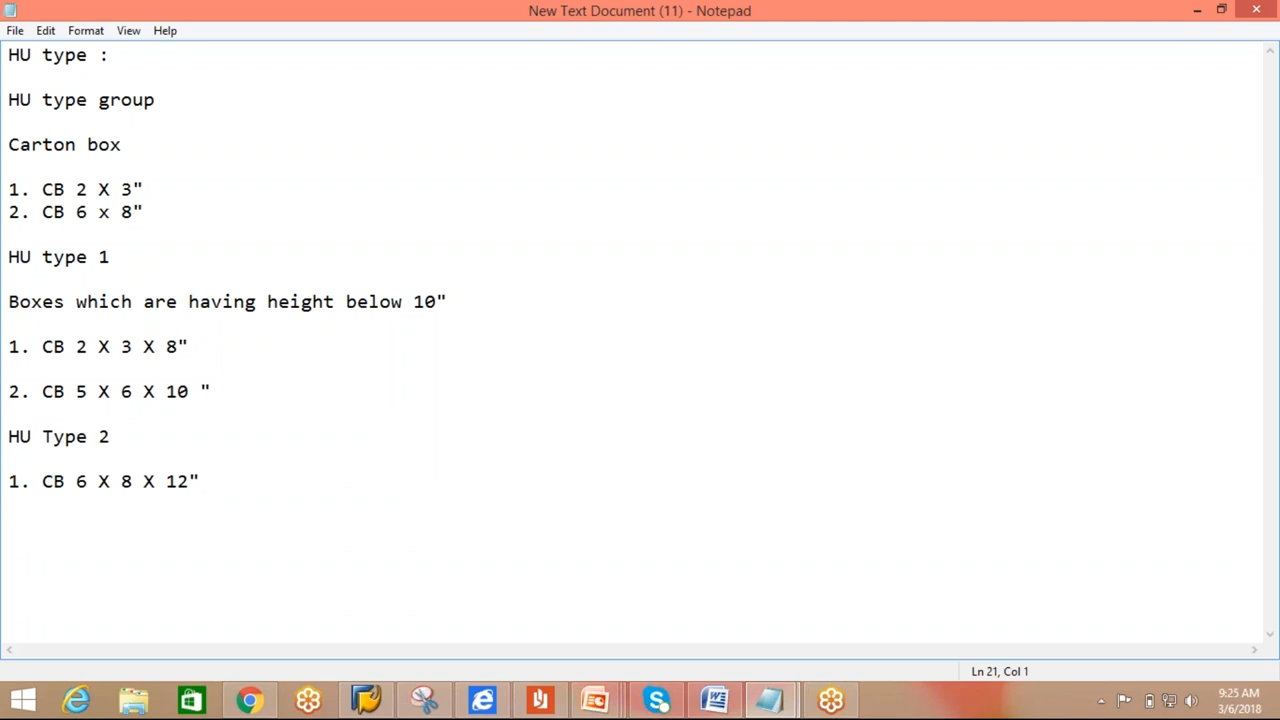 New Text Document (11) - Notepad
File Edit Format View Help
HU type :
HU type group
Carton box
1. CB 2 X 3"
2. CB 6 x 8"
HU type 1
Boxes which are having height below 10"
1. CB 2 X 3 X 8"
2. CB 5 X 6 X 10 "
HU Type 2
1. CB 6 X 8 X 12"
Ln 21, Col 1
9:25 AM
3/6/2018